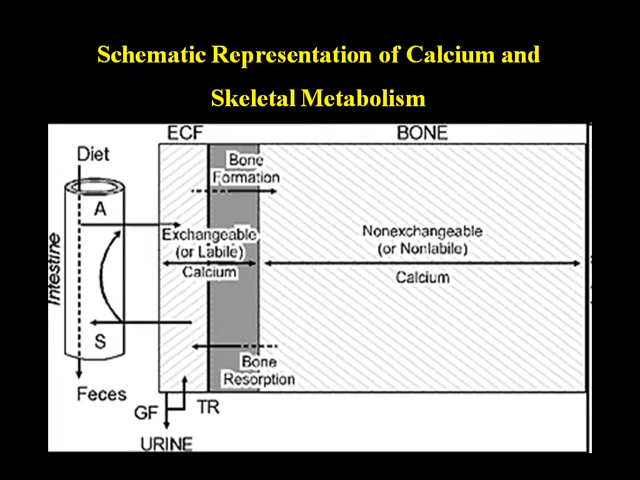 Schematic Representation of Calcium and
Skeletal Metabolism
ECF
BONE
Diet
Bone
Formation
A
Exchangeable
(or Labile)
Calcium
Nonexchangeable
(or Nonlabile)
Calcium
Intestine
S
Bone
Resorption
Feces
GF
TR
URINE